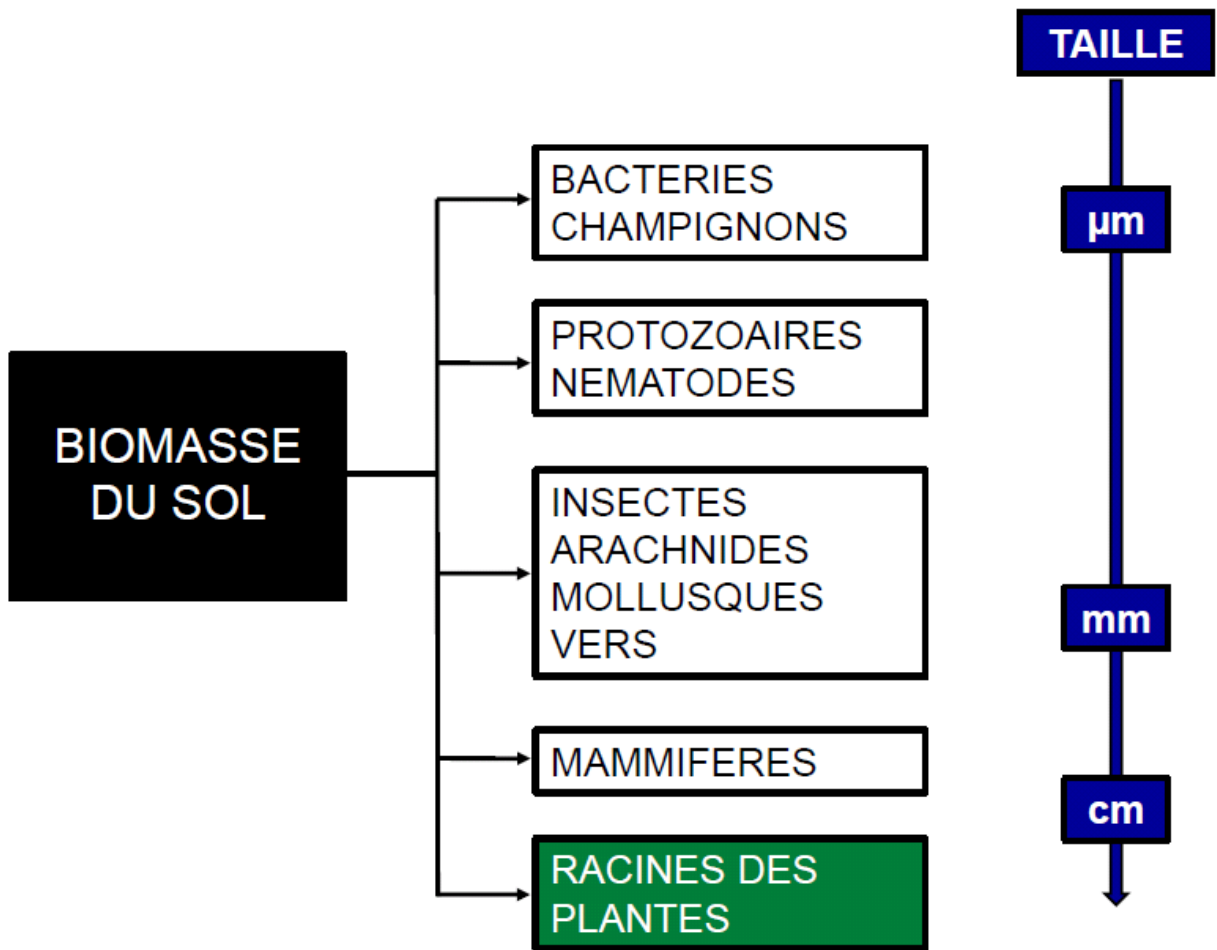 TAILLE
BACTERIES
CHAMPIGNONS
µm
PROTOZOAIRES
NEMATODES
BIOMASSE
DU SOL
INSECTES
ARACHNIDES
MOLLUSQUES
VERS
mm
MAMMIFERES
cm
RACINES DES
PLANTES